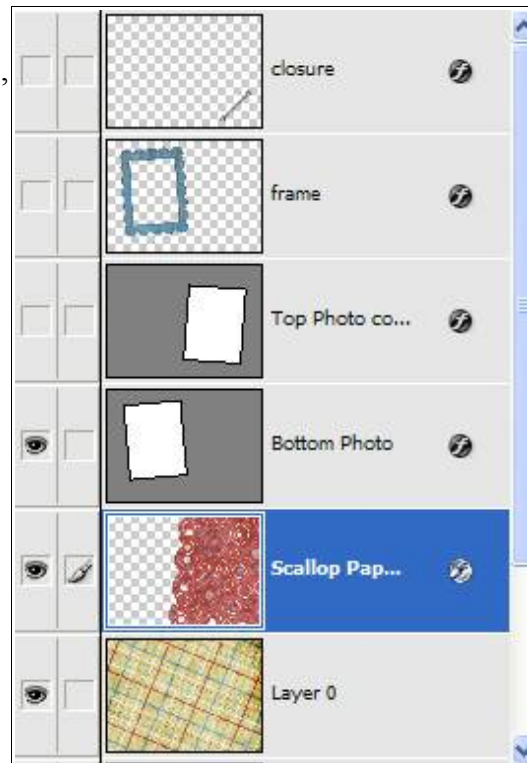 ,
closure
frame
Top Photo co...
Bottom Photo
Scallop Pap...
Layer 0